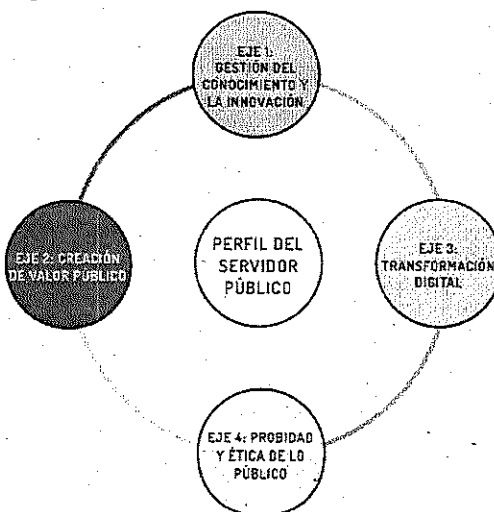 EJE 1:
GESTIÓN DEL
CONOCIMIENTO Y
LA INNOVACIÓN
EJE 2: CREACIÓN
DE VALOR PÚBLICO
PERFIL DEL
SERVIDOR
PÚBLICO
EJE 3:
TRANSFORMACIÓN
DIGITAL
EJE 4: PROBIDAD
Y ÉTICA DE LO
PÚBLICO